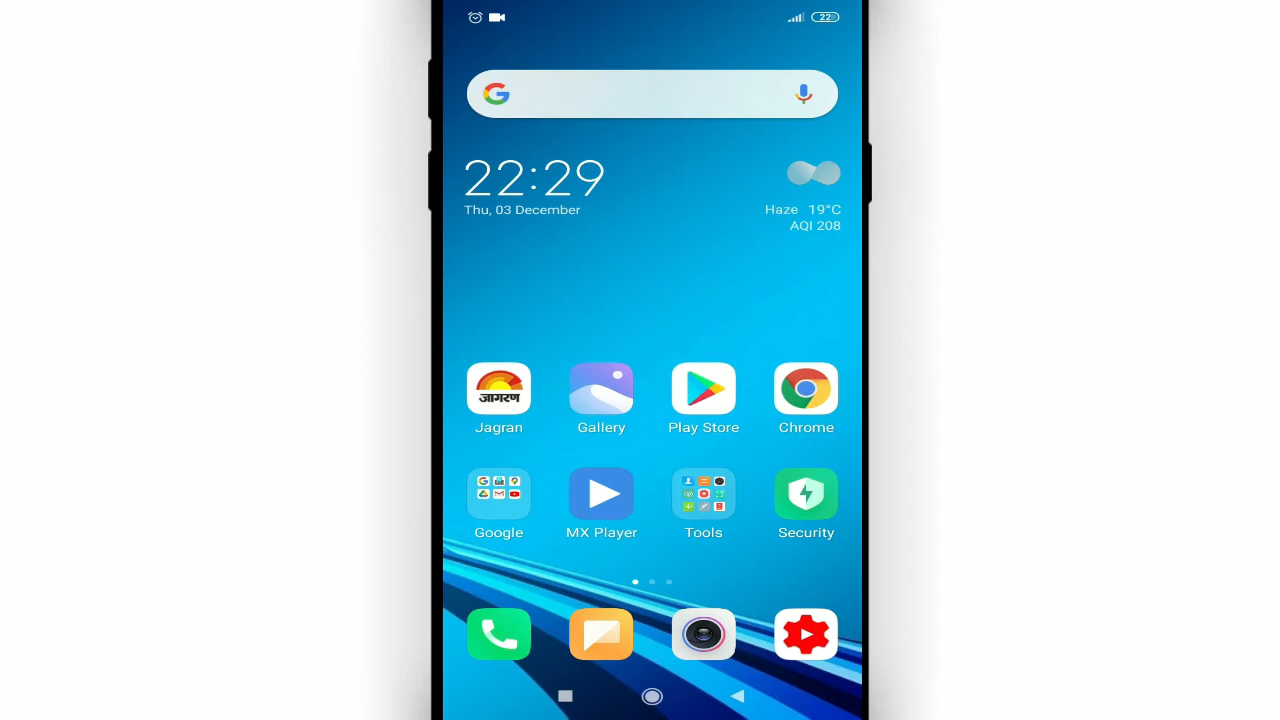 22
22:29
Thu, 03 December
Haze 19°C
AQI 208
जागरण
Jagran
Gallery
Play Store
Chrome
Google
MX Player
Tools
Security